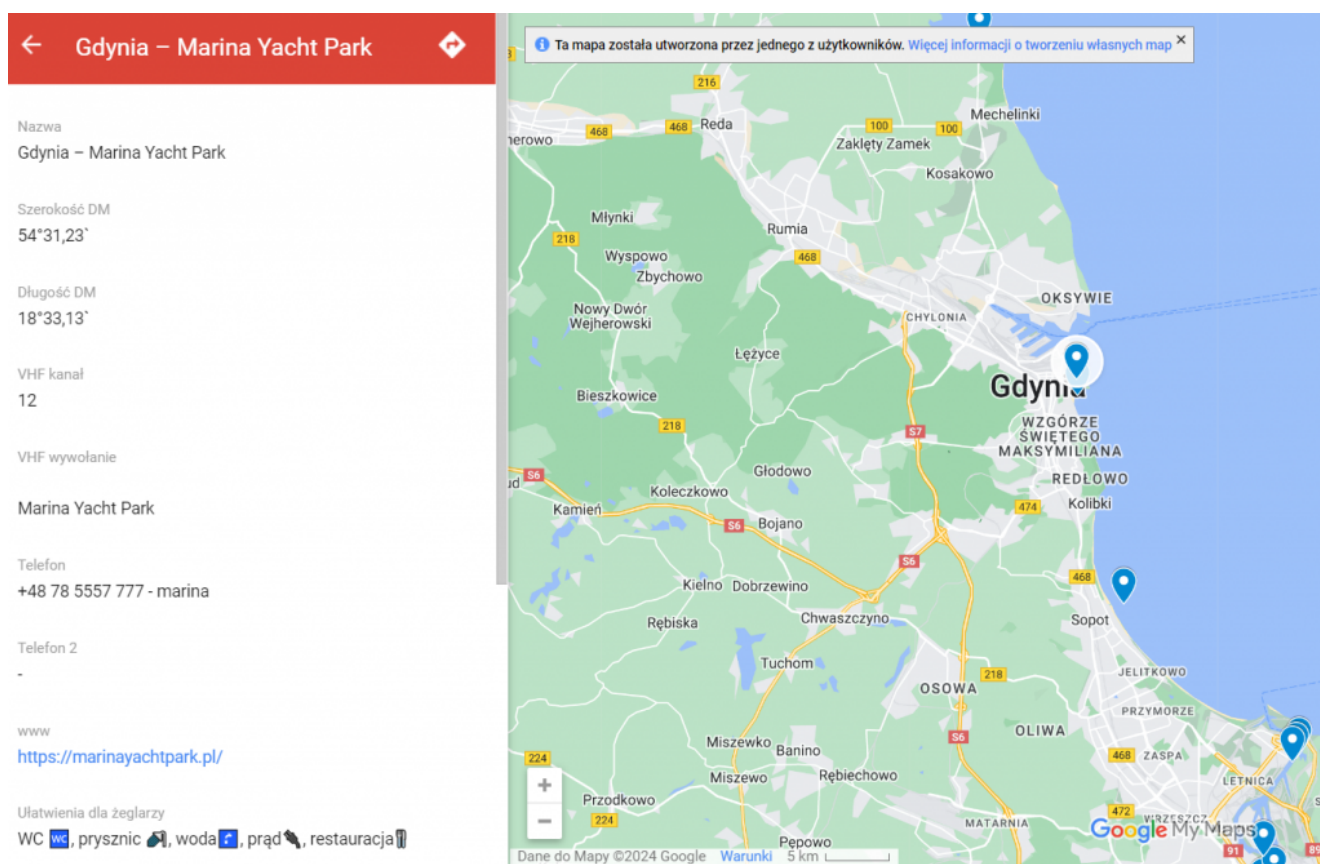 Gdynia – Marina Yacht Park
Nazwa
Gdynia – Marina Yacht Park
Szerokość DM
54°31,23`
Długość DM
18°33,13`
VHF kanał
12
VHF wywołanie
Marina Yacht Park
Telefon
+48 78 5557 777 - marina
Telefon 2
-
www
https://marinayachtpark.pl/
Ułatwienia dla żeglarzy
WC WC, prysznic, woda, prąd, restauracja
Ta mapa została utworzona przez jednego z użytkowników. Więcej informacji o tworzeniu własnych map ×
216
Mechelinki
468
468
Reda
100
100
Zaklęty Zamek
Kosakowo
Młynki
218
Rumia
Wyspowo
468
Zbychowo
OKSYWIE
Nowy Dwór
Wejherowski
CHYLONIA
Łężyce
Gdynia
Bieszkowice
218
S7
WZGÓRZE
ŚWIĘTEGO
MAKSYMILIANA
Głodowo
S6
REDŁOWO
Koleczkowo
474
Kolibki
Kamień
S6
Bojano
S6
468
Kielno
Dobrzewino
Rębiska
Chwaszczyno
Sopot
Tuchom
218
JELITKOWO
OSOWA
PRZYMORZE
OLIWA
S6
Miszewko
Banino
224
468
ZASPA
Miszewo
Rębiechowo
LETNICA
+
Przodkowo
224
472
−
MATARNIA
WRZESZCZ
Google My Maps
Pępowo
91
89
Dane do Mapy ©2024 Google
Warunki
5 km